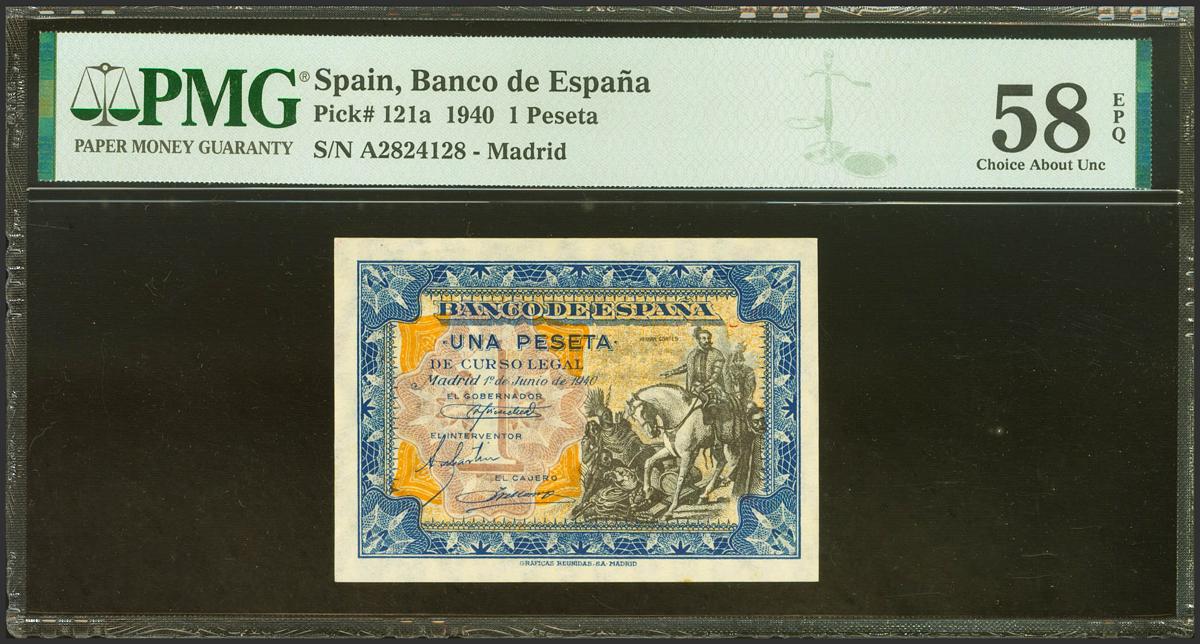 PMG®
PAPER MONEY GUARANTY
Spain, Banco de España
Pick# 121a 1940 1 Peseta
S/N A2824128 - Madrid
58
EPQ
Choice About Unc
BANCO DE ESPAÑA
·UNA PESETA·
HERNAN CORTES
DE CURSO LEGAL
Madrid 1º de Junio de 1940
EL GOBERNADOR
EL INTERVENTOR
EL CAJERO
1
GRÁFICAS REUNIDAS, S.A. MADRID